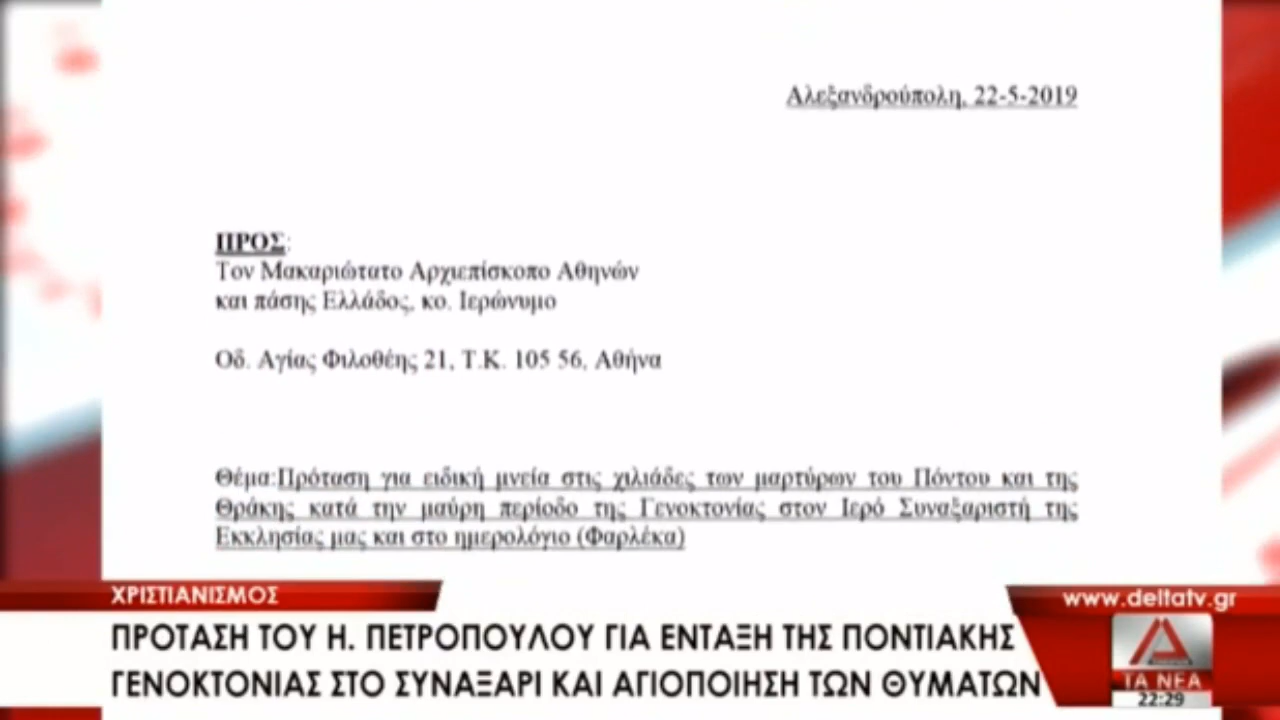 Αλεξανδρούπολη, 22-5-2019
ΠΡΟΣ:
Τον Μακαριώτατο Αρχιεπίσκοπο Αθηνών
και πάσης Ελλάδος, κο. Ιερώνυμο
Οδ. Αγίας Φιλοθέης 21, Τ.Κ. 105 56, Αθήνα
Θέμα:Πρόταση για ειδική μνεία στις χιλιάδες των μαρτύρων του Πόντου και της
Θράκης κατά την μαύρη περίοδο της Γενοκτονίας στον Ιερό Συναξαριστή της
Εκκλησίας μας και στο ημερολόγιο (Φαρλέκα)
ΧΡΙΣΤΙΑΝΙΣΜΟΣ
www.deltatv.gr
ΠΡΟΤΑΣΗ ΤΟΥ Η. ΠΕΤΡΟΠΟΥΛΟΥ ΓΙΑ ΕΝΤΑΞΗ ΤΗΣ ΠΟΝΤΙΑΚΗΣ
ΓΕΝΟΚΤΟΝΙΑΣ ΣΤΟ ΣΥΝΑΞΑΡΙ ΚΑΙ ΑΓΙΟΠΟΙΗΣΗ ΤΩΝ ΘΥΜΑΤΩΝ
ΤΑ ΝΕΑ
22:29